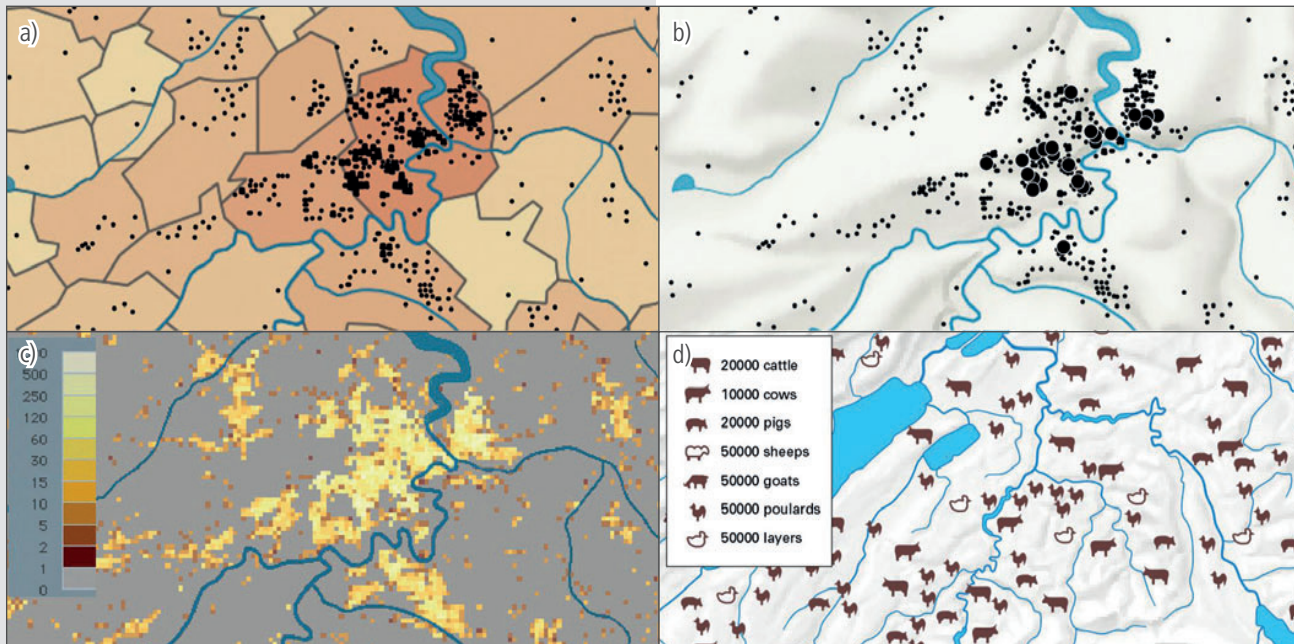 a)
b)
c)
0
500
250
120
60
30
15
10
5
2
1
0
d)
20000 cattle
10000 cows
20000 pigs
50000 sheeps
50000 goats
50000 poulards
50000 layers